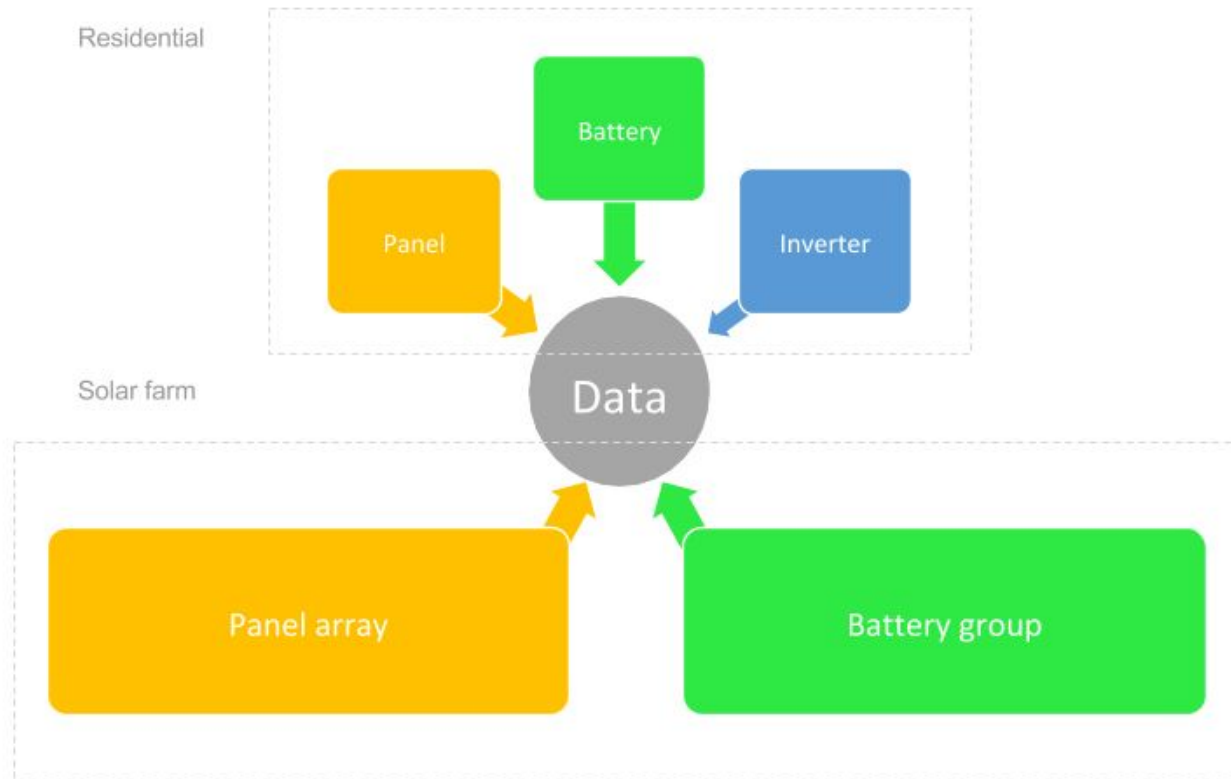 Residential
Battery
Panel
Inverter
Data
Solar farm
Panel array
Battery group